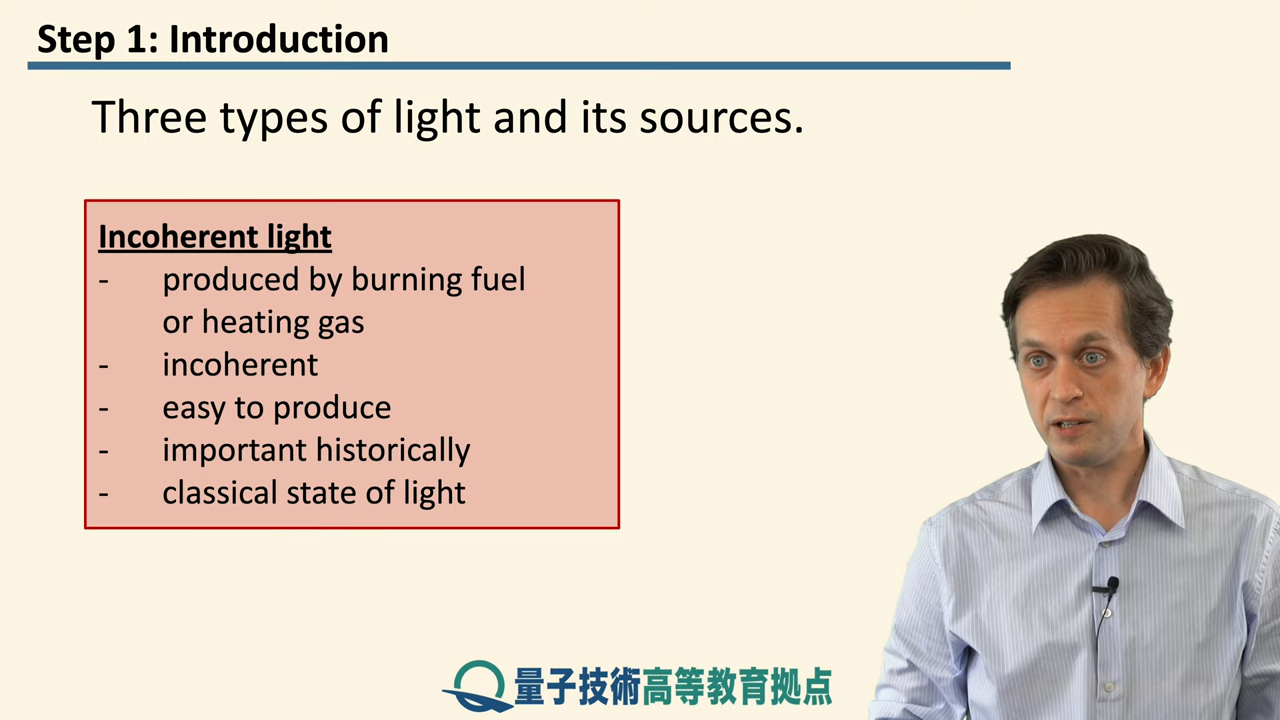 Step 1: Introduction
Three types of light and its sources.
Incoherent light
- produced by burning fuel
or heating gas
- incoherent
- easy to produce
- important historically
- classical state of light
量子技術高等教育拠点